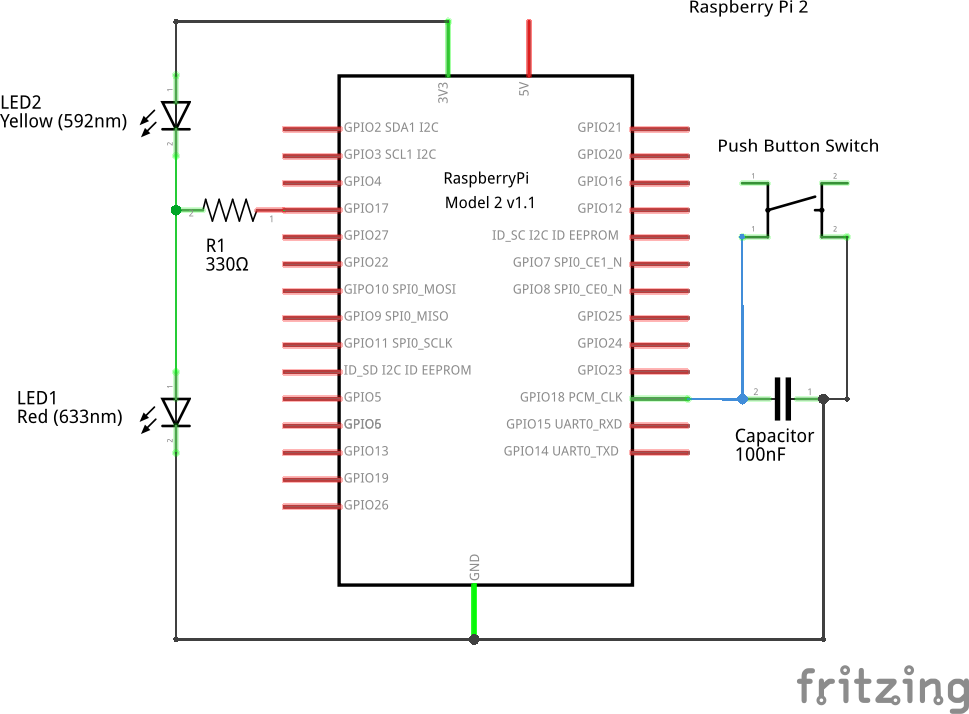 Raspberry Pi 2
3V3
5V
LED2
Yellow (592nm)
1
2
GPIO2 SDA1 I2C
GPIO3 SCL1 I2C
GPIO4
GPIO17
GPIO27
GPIO22
GIPO10 SPI0_MOSI
GPIO9 SPI0_MISO
GPIO11 SPI0_SCLK
ID_SD I2C ID EEPROM
GPIO5
GPIO6
GPIO13
GPIO19
GPIO26
RaspberryPi
Model 2 v1.1
GPIO21
GPIO20
GPIO16
GPIO12
ID_SC I2C ID EEPROM
GPIO7 SPI0_CE1_N
GPIO8 SPI0_CE0_N
GPIO25
GPIO24
GPIO23
GPIO18 PCM_CLK
GPIO15 UART0_RXD
GPIO14 UART0_TXD
Push Button Switch
1
2
1
2
2
1
R1
330Ω
LED1
Red (633nm)
1
2
2
1
Capacitor
100nF
GND
fritzing